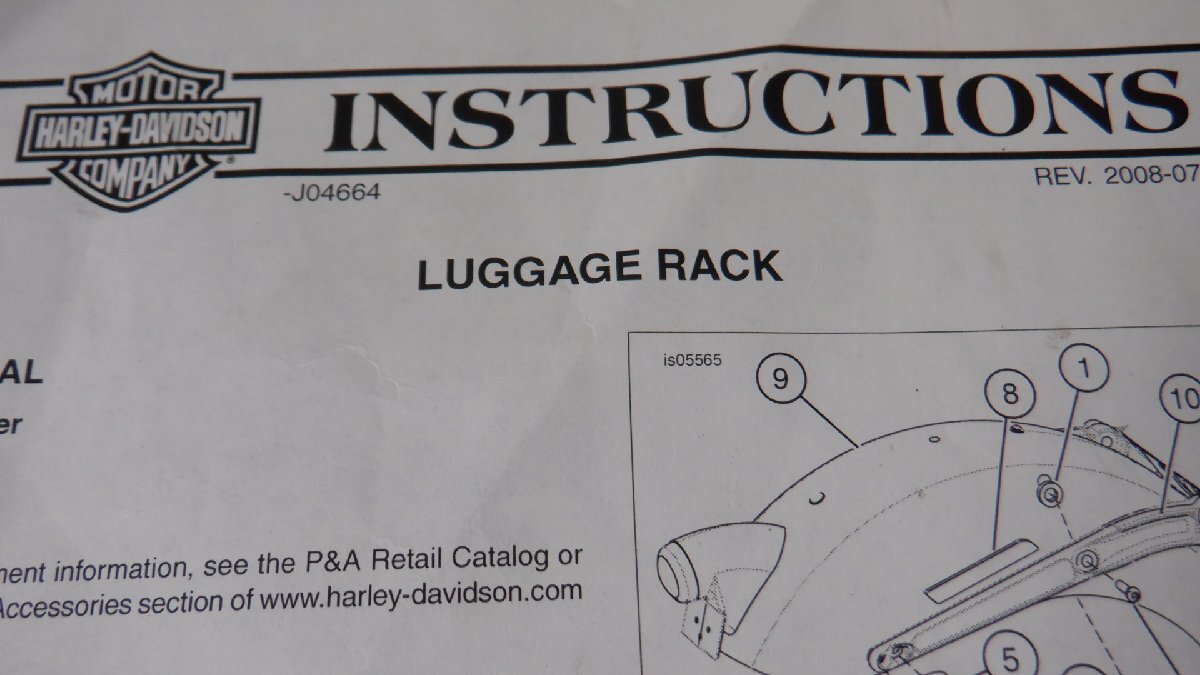 MOTOR
HARLEY-DAVIDSON
COMPANY
®
INSTRUCTIONS
-J04664
REV. 2008-07
LUGGAGE RACK
AL
er
ment information, see the P&A Retail Catalog or
Accessories section of www.harley-davidson.com
is05565
9
8
1
10
5